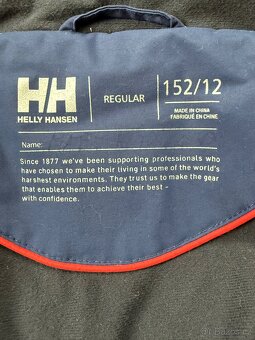 HH
HELLY HANSEN
REGULAR
152/12
MADE IN CHINA
FABRIQUÉ EN CHINE
Name:
Since 1877 we've been supporting professionals who
have chosen to make their living in some of the world's
harshest environments. They trust us to make the gear
that enables them to achieve their best –
with confidence.